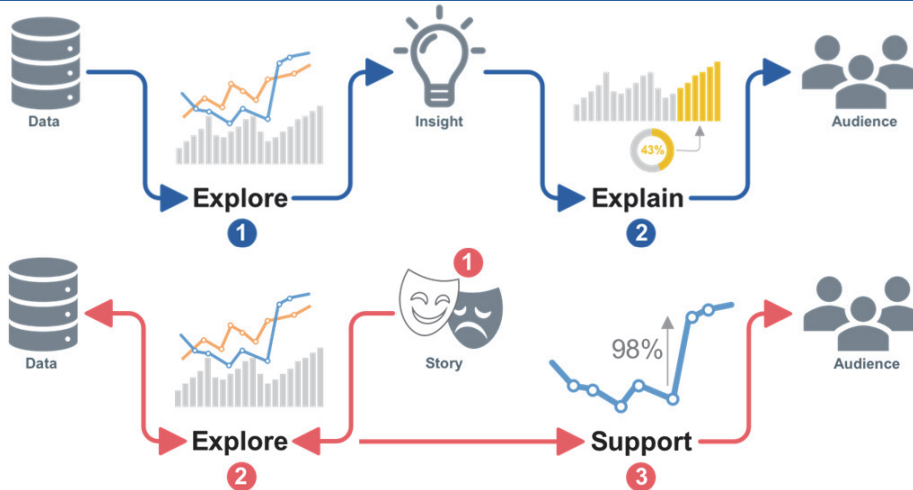 Data
Insight
43%
Audience
Explore
Explain
1
2
1
Data
Story
98%
Audience
Explore
Support
2
3